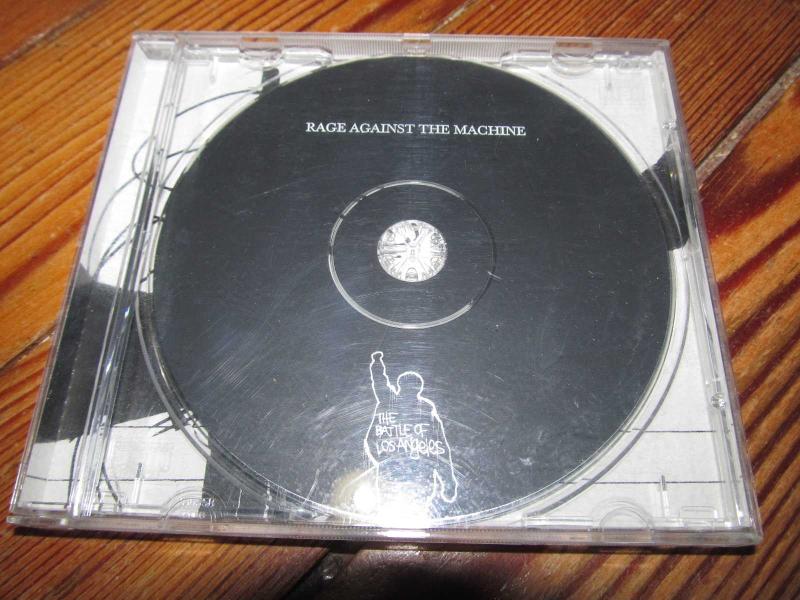 RAGE AGAINST THE MACHINE
THE
BATTLE OF
LOS ANgeles